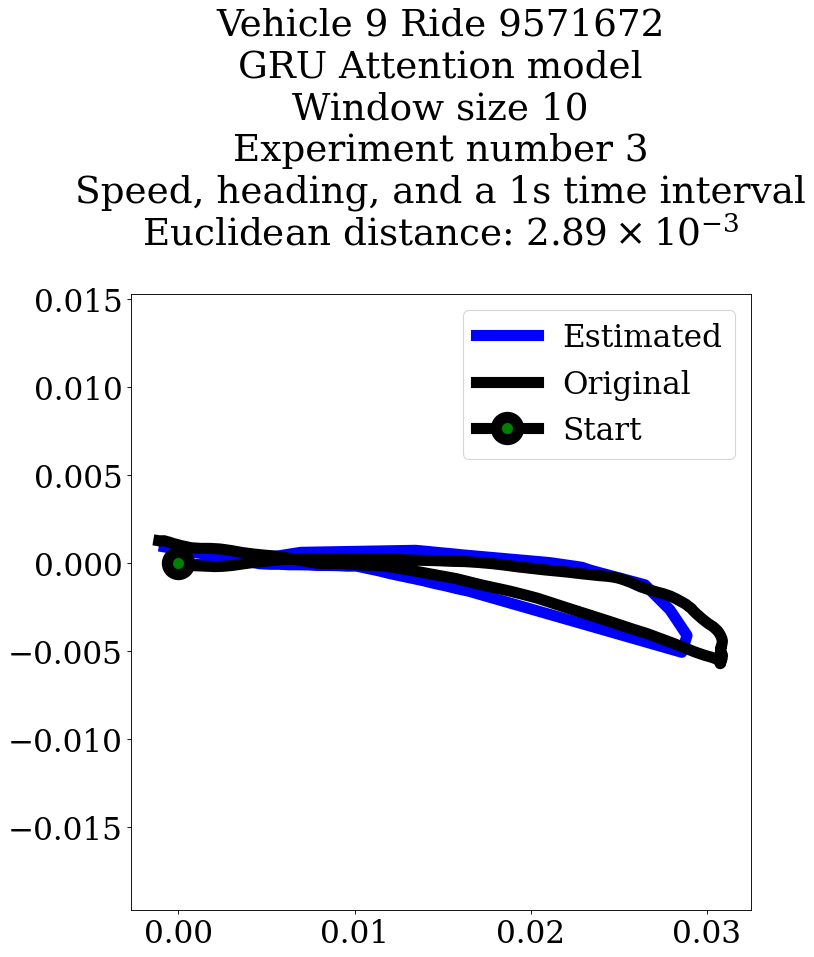 Vehicle 9 Ride 9571672
GRU Attention model
Window size 10
Experiment number 3
Speed, heading, and a 1s time interval
Euclidean distance: 2.89 × 10⁻³
0.015
Estimated
0.010
Original
Start
0.005
0.000
−0.005
−0.010
−0.015
0.00 0.01 0.02 0.03